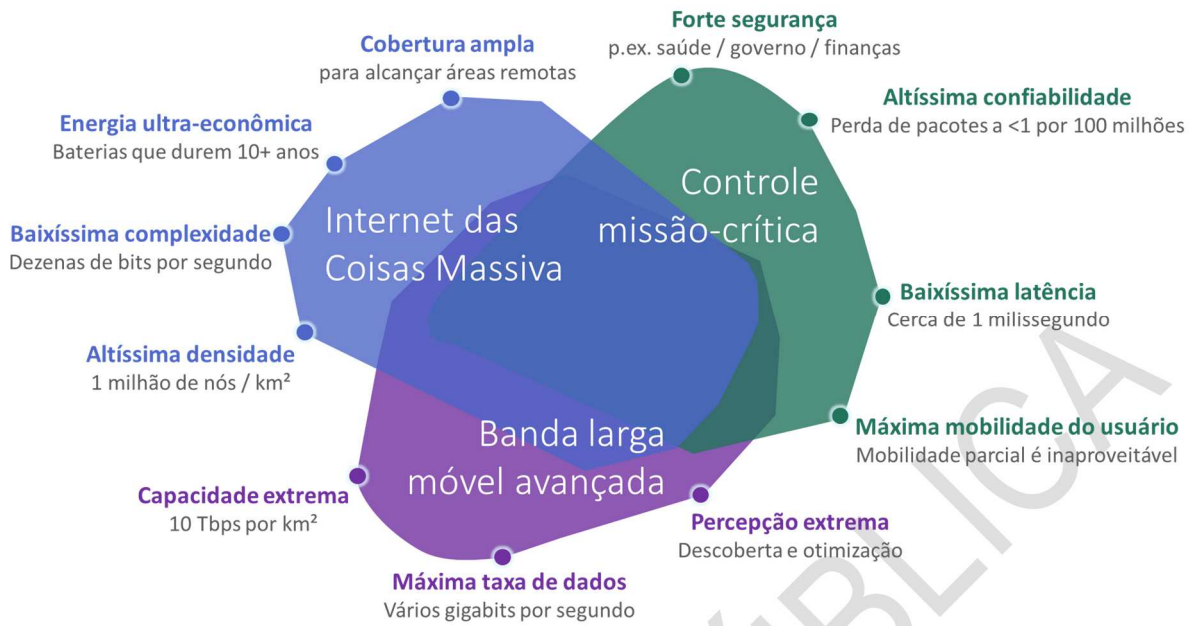 Forte segurança
p.ex. saúde / governo / finanças
Cobertura ampla
para alcançar áreas remotas
Altíssima confiabilidade
Perda de pacotes a <1 por 100 milhões
Energia ultra-econômica
Baterias que durem 10+ anos
Controle
missão-crítica
Internet das
Coisas Massiva
Baixíssima complexidade
Dezenas de bits por segundo
Baixíssima latência
Cerca de 1 milissegundo
Altíssima densidade
1 milhão de nós / km²
Máxima mobilidade do usuário
Mobilidade parcial é inaproveitável
Banda larga
móvel avançada
Capacidade extrema
10 Tbps por km²
Percepção extrema
Descoberta e otimização
Máxima taxa de dados
Vários gigabits por segundo
ÚBLICA